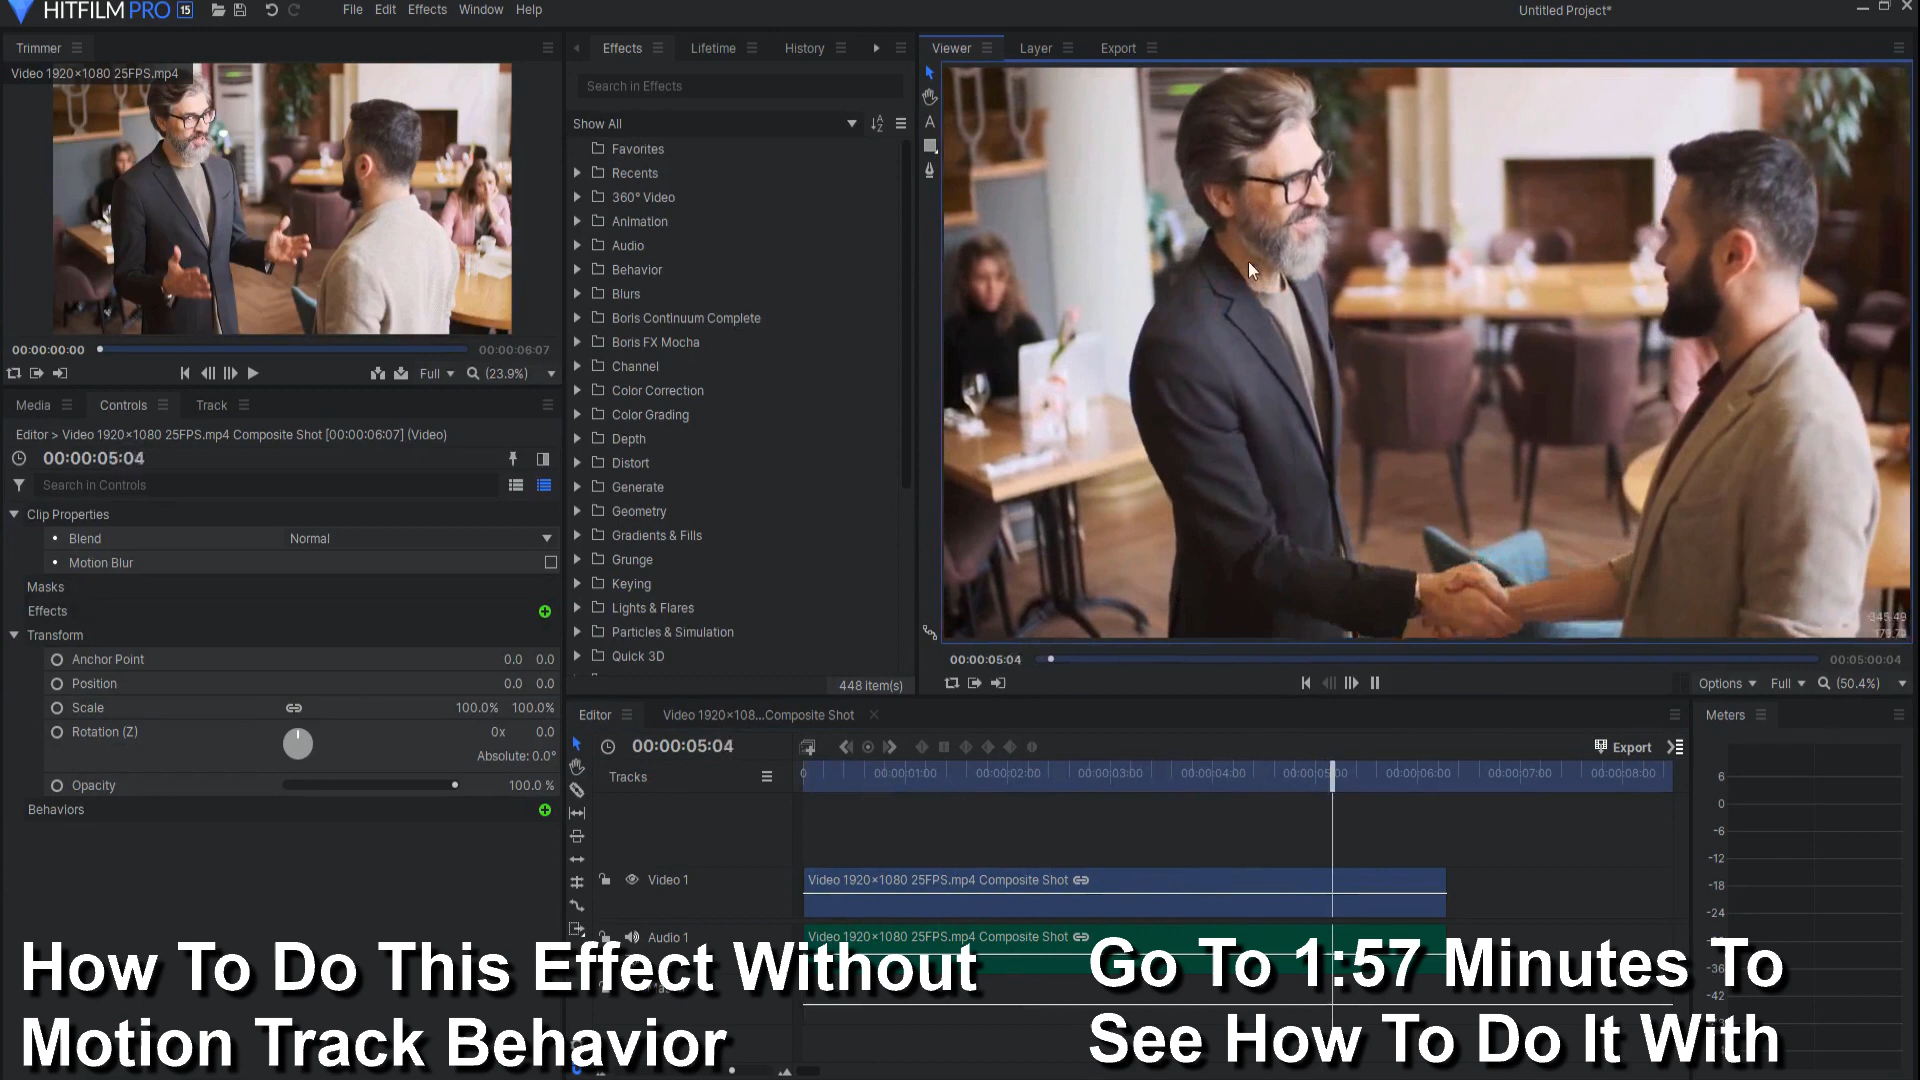 HITFILM PRO 15
File Edit Effects Window Help
Untitled Project*
Trimmer
Video 1920×1080 25FPS.mp4
00:00:00:00
00:00:06:07
Full (23.9%)
Media Controls Track
Editor > Video 1920×1080 25FPS.mp4 Composite Shot [00:00:06:07] (Video)
00:00:05:04
Search in Controls
Clip Properties
Blend Normal
Motion Blur
Masks
Effects
Transform
Anchor Point 0.0 0.0
Position 0.0 0.0
Scale 100.0% 100.0%
Rotation (Z) 0x 0.0
Absolute: 0.0°
Opacity 100.0 %
Behaviors
Effects Lifetime History
Search in Effects
Show All
Favorites
Recents
360° Video
Animation
Audio
Behavior
Blurs
Boris Continuum Complete
Boris FX Mocha
Channel
Color Correction
Color Grading
Depth
Distort
Generate
Geometry
Gradients & Fills
Grunge
Keying
Lights & Flares
Particles & Simulation
Quick 3D
448 item(s)
Viewer Layer Export
00:00:05:04
00:05:00:04
Options Full (50.4%)
Editor Video 1920×108...Composite Shot
00:00:05:04
Export
Tracks
0 00:00:01:00 00:00:02:00 00:00:03:00 00:00:04:00 00:00:05:00 00:00:06:00 00:00:07:00 00:00:08:00
Video 1
Video 1920×1080 25FPS.mp4 Composite Shot
Audio 1
Video 1920×1080 25FPS.mp4 Composite Shot
Meters
6
0
-6
-12
-18
-24
-30
-36
-42
How To Do This Effect Without
Motion Track Behavior
Go To 1:57 Minutes To
See How To Do It With